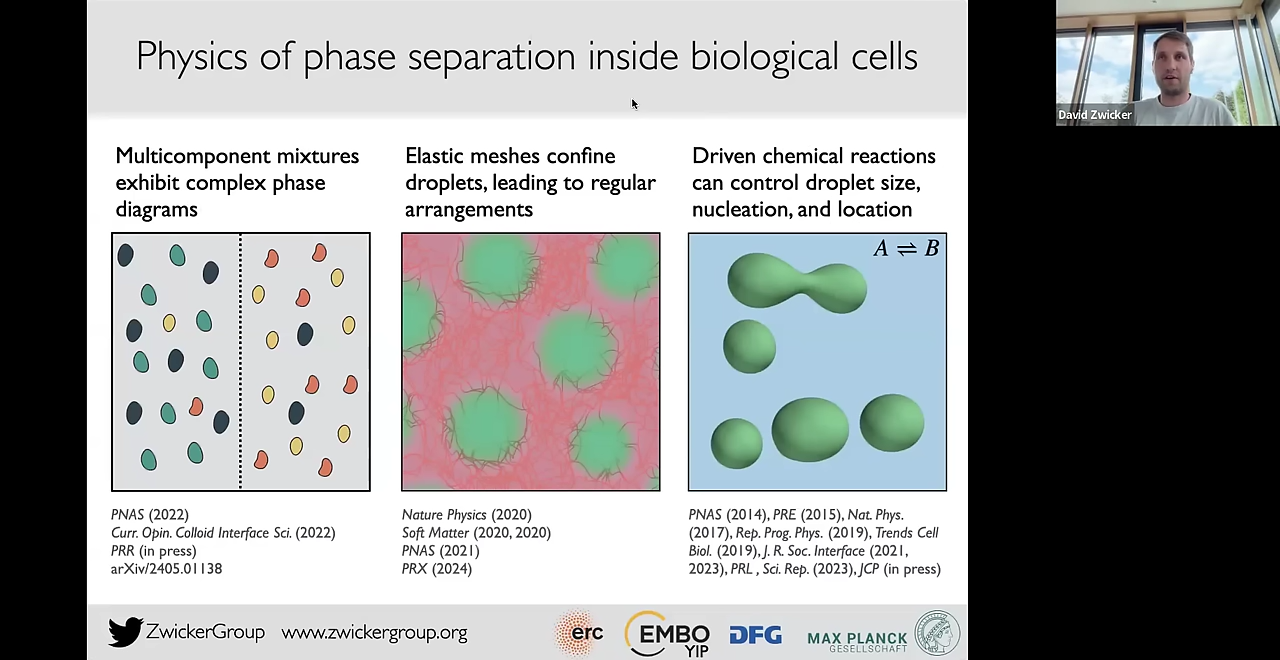 Physics of phase separation inside biological cells
David Zwicker
Multicomponent mixtures
exhibit complex phase
diagrams
Elastic meshes confine
droplets, leading to regular
arrangements
Driven chemical reactions
can control droplet size,
nucleation, and location
A ⇌ B
PNAS (2022)
Curr. Opin. Colloid Interface Sci. (2022)
PRR (in press)
arXiv/2405.01138
Nature Physics (2020)
Soft Matter (2020, 2020)
PNAS (2021)
PRX (2024)
PNAS (2014), PRE (2015), Nat. Phys.
(2017), Rep. Prog. Phys. (2019), Trends Cell
Biol. (2019), J. R. Soc. Interface (2021,
2023), PRL , Sci. Rep. (2023), JCP (in press)
ZwickerGroup
www.zwickergroup.org
erc
EMBO
YIP
DFG
MAX PLANCK
GESELLSCHAFT